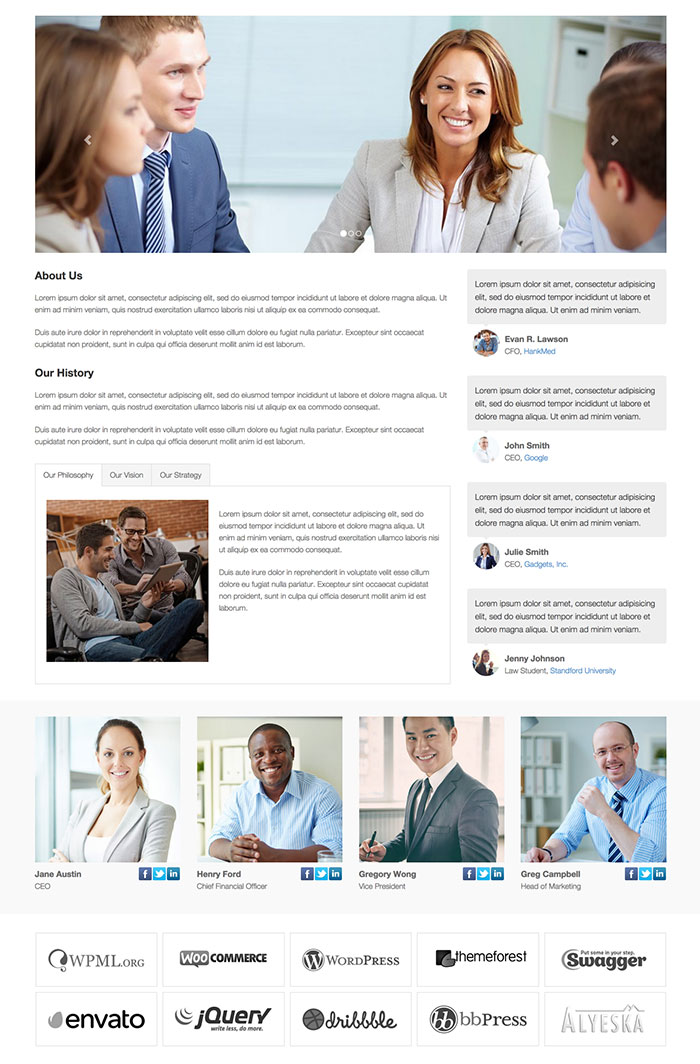 About Us
Lorem ipsum dolor sit amet, consectetur adipiscing elit, sed do eiusmod tempor incididunt ut labore et dolore magna aliqua. Ut
enim ad minim veniam, quis nostrud exercitation ullamco laboris nisi ut aliquip ex ea commodo consequat.
Duis aute irure dolor in reprehenderit in voluptate velit esse cillum dolore eu fugiat nulla pariatur. Excepteur sint occaecat
cupidatat non proident, sunt in culpa qui officia deserunt mollit anim id est laborum.
Our History
Lorem ipsum dolor sit amet, consectetur adipiscing elit, sed do eiusmod tempor incididunt ut labore et dolore magna aliqua. Ut
enim ad minim veniam, quis nostrud exercitation ullamco laboris nisi ut aliquip ex ea commodo consequat.
Duis aute irure dolor in reprehenderit in voluptate velit esse cillum dolore eu fugiat nulla pariatur. Excepteur sint occaecat
cupidatat non proident, sunt in culpa qui officia deserunt mollit anim id est laborum.
Our Philosophy Our Vision Our Strategy
Lorem ipsum dolor sit amet, consectetur adipiscing elit, sed do
eiusmod tempor incididunt ut labore et dolore magna aliqua. Ut
enim ad minim veniam, quis nostrud exercitation ullamco laboris nisi
ut aliquip ex ea commodo consequat.
Duis aute irure dolor in reprehenderit in voluptate velit esse cillum
dolore eu fugiat nulla pariatur. Excepteur sint occaecat cupidatat
non proident, sunt in culpa qui officia deserunt mollit anim id est
laborum.
Lorem ipsum dolor sit amet, consectetur adipiscing
elit, sed do eiusmod tempor incididunt ut labore et
dolore magna aliqua. Ut enim ad minim veniam.
Evan R. Lawson
CFO, HankMed
Lorem ipsum dolor sit amet, consectetur adipiscing
elit, sed do eiusmod tempor incididunt ut labore et
dolore magna aliqua. Ut enim ad minim veniam.
John Smith
CEO, Google
Lorem ipsum dolor sit amet, consectetur adipiscing
elit, sed do eiusmod tempor incididunt ut labore et
dolore magna aliqua. Ut enim ad minim veniam.
Julie Smith
CEO, Gadgets, Inc.
Lorem ipsum dolor sit amet, consectetur adipiscing
elit, sed do eiusmod tempor incididunt ut labore et
dolore magna aliqua. Ut enim ad minim veniam.
Jenny Johnson
Law Student, Standford University
Jane Austin
CEO
f in
Henry Ford
Chief Financial Officer
f in
Gregory Wong
Vice President
f in
Greg Campbell
Head of Marketing
f in
WPML.ORG
WOO COMMERCE
WORDPRESS
themeforest
Put some in your step.
Swagger
envato
jQuery
write less, do more.
dribbble
bb bbPress
ALYESKA